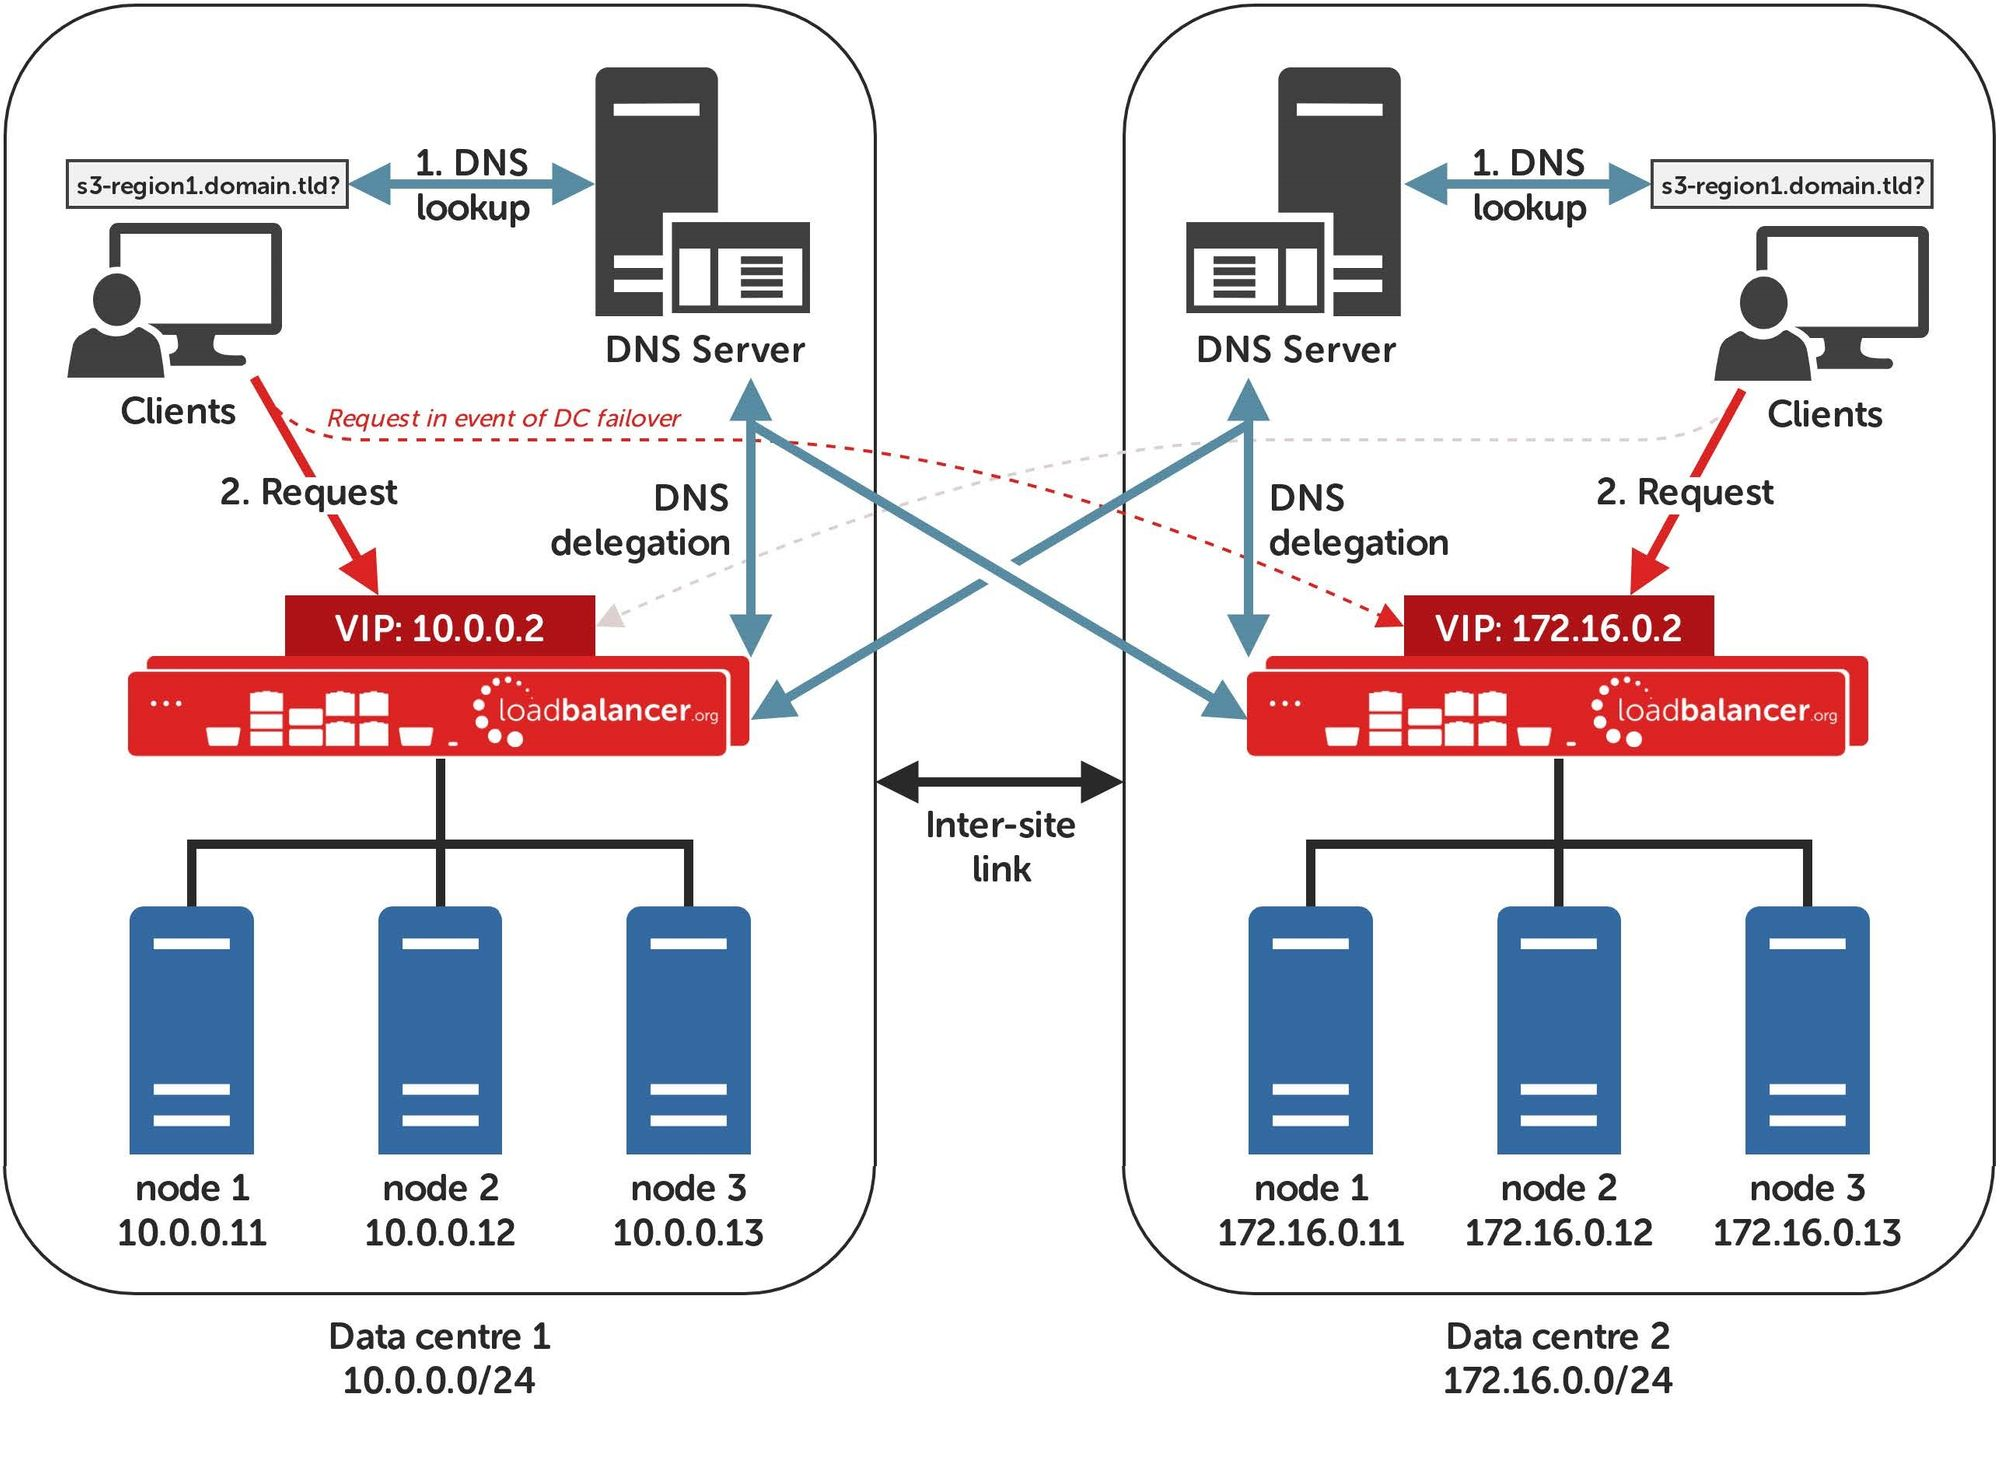 s3-region1.domain.tld?
1. DNS
lookup
DNS Server
Clients
Request in event of DC failover
2. Request
DNS
delegation
VIP: 10.0.0.2
loadbalancer.org
node 1
10.0.0.11
node 2
10.0.0.12
node 3
10.0.0.13
Data centre 1
10.0.0.0/24
Inter-site
link
1. DNS
lookup
s3-region1.domain.tld?
DNS Server
Clients
DNS
delegation
2. Request
VIP: 172.16.0.2
loadbalancer.org
node 1
172.16.0.11
node 2
172.16.0.12
node 3
172.16.0.13
Data centre 2
172.16.0.0/24